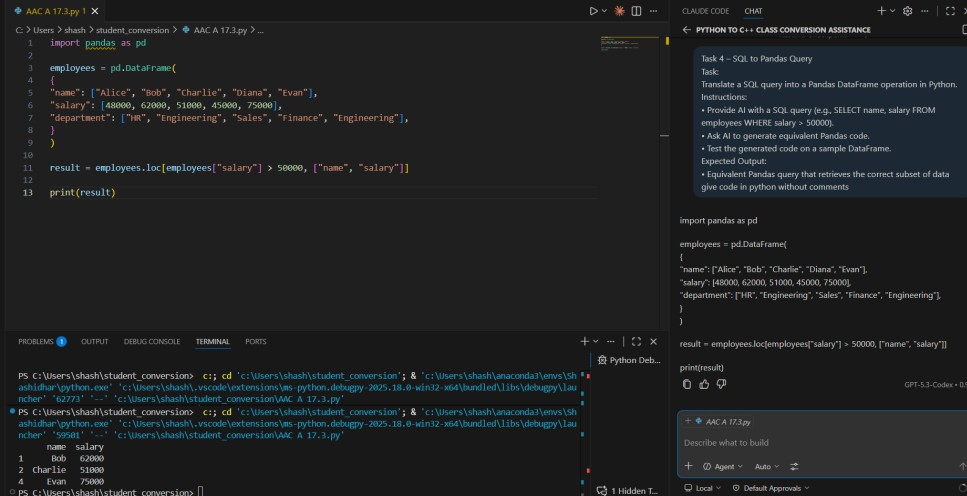 AAC A 17.3.py 1
C: > Users > shash > student_conversion > AAC A 17.3.py > ...
1 import pandas as pd
2
3 employees = pd.DataFrame(
4 {
5 "name": ["Alice", "Bob", "Charlie", "Diana", "Evan"],
6 "salary": [48000, 62000, 51000, 45000, 75000],
7 "department": ["HR", "Engineering", "Sales", "Finance", "Engineering"],
8 }
9 )
10
11 result = employees.loc[employees["salary"] > 50000, ["name", "salary"]]
12
13 print(result)
PROBLEMS 1 OUTPUT DEBUG CONSOLE TERMINAL PORTS
PS C:\Users\shash\student_conversion> c:; cd 'c:\Users\shash\student_conversion'; & 'c:\Users\shash\anaconda3\envs\Sh
ashidhar\python.exe' 'c:\Users\shash\.vscode\extensions\ms-python.debugpy-2025.18.0-win32-x64\bundled\libs\debugpy\lau
ncher' '62773' '--' 'c:\Users\shash\student_conversion\AAC A 17.3.py'
PS C:\Users\shash\student_conversion> c:; cd 'c:\Users\shash\student_conversion'; & 'c:\Users\shash\anaconda3\envs\Sh
ashidhar\python.exe' 'c:\Users\shash\.vscode\extensions\ms-python.debugpy-2025.18.0-win32-x64\bundled\libs\debugpy\lau
ncher' '59501' '--' 'c:\Users\shash\student_conversion\AAC A 17.3.py'
name salary
1 Bob 62000
2 Charlie 51000
4 Evan 75000
PS C:\Users\shash\student_conversion>
Python Deb...
1 Hidden T...
CLAUDE CODE CHAT
PYTHON TO C++ CLASS CONVERSION ASSISTANCE
Task 4 – SQL to Pandas Query
Task:
Translate a SQL query into a Pandas DataFrame operation in Python.
Instructions:
• Provide AI with a SQL query (e.g., SELECT name, salary FROM
employees WHERE salary > 50000).
• Ask AI to generate equivalent Pandas code.
• Test the generated code on a sample DataFrame.
Expected Output:
• Equivalent Pandas query that retrieves the correct subset of data
give code in python without comments
import pandas as pd
employees = pd.DataFrame(
{
"name": ["Alice", "Bob", "Charlie", "Diana", "Evan"],
"salary": [48000, 62000, 51000, 45000, 75000],
"department": ["HR", "Engineering", "Sales", "Finance", "Engineering"],
}
)
result = employees.loc[employees["salary"] > 50000, ["name", "salary"]]
print(result)
GPT-5.3-Codex • 0.9
AAC A 17.3.py
Describe what to build
Agent Auto
Local Default Approvals